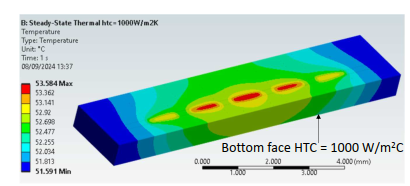 B: Steady-State Thermal htc=1000W/m2K
Temperature
Type: Temperature
Unit: °C
Time: 1 s
08/09/2024 13:37
53.584 Max
53.362
53.141
52.92
52.698
52.477
52.255
52.034
51.813
51.591 Min
Bottom face HTC = 1000 W/m²C
0.000 2.000 4.000 (mm)
1.000 3.000